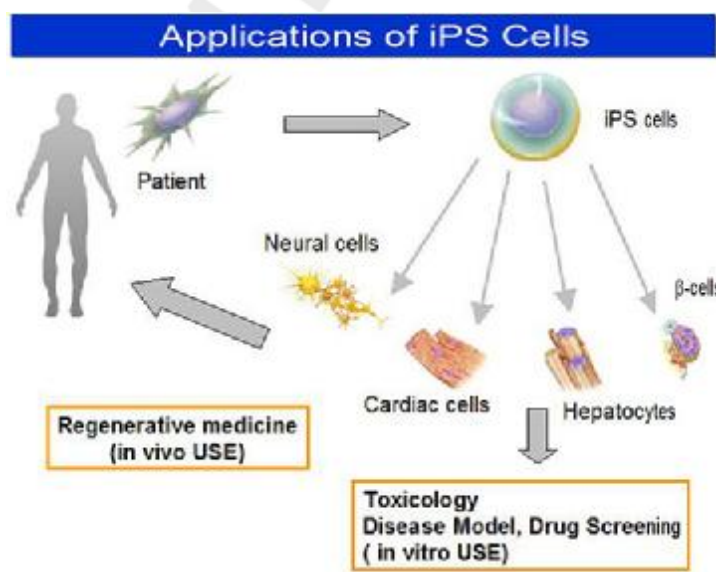 Applications of iPS Cells
iPS cells
Patient
Neural cells
β-cells
Cardiac cells
Hepatocytes
Regenerative medicine
(in vivo USE)
Toxicology
Disease Model, Drug Screening
( in vitro USE)